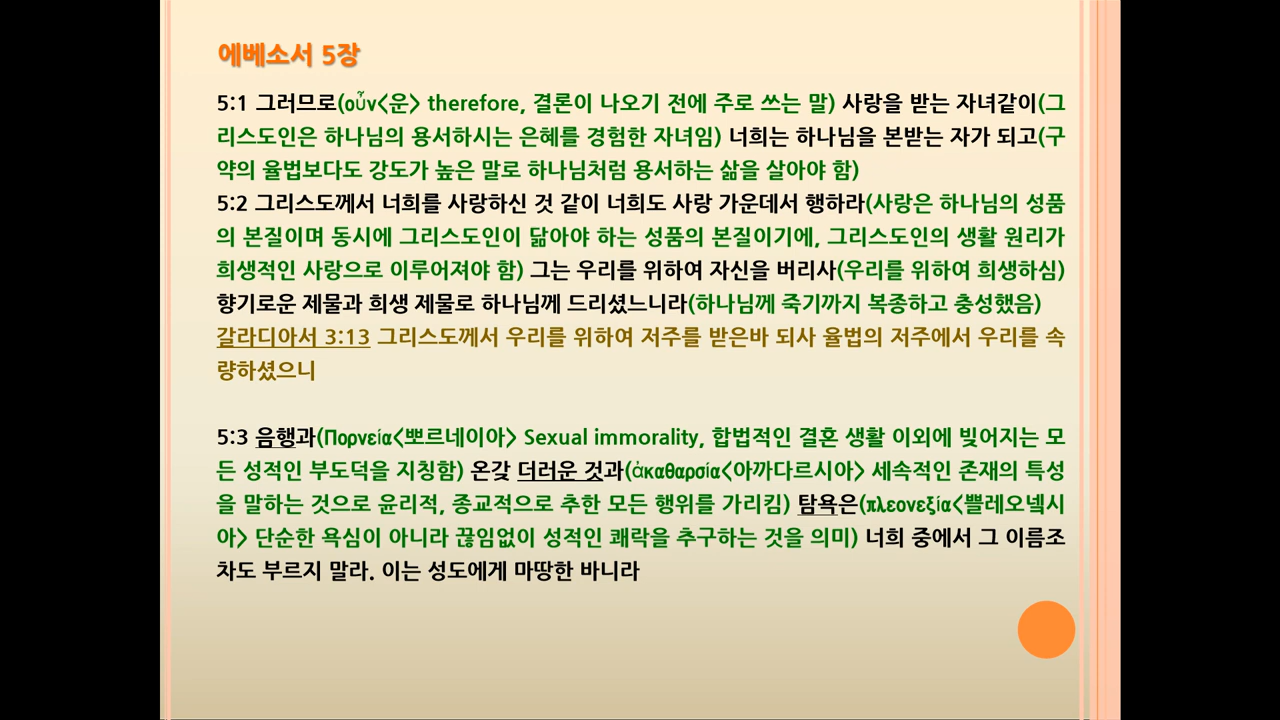 에베소서 5장
5:1 그러므로(οὖν<운> therefore, 결론이 나오기 전에 주로 쓰는 말) 사랑을 받는 자녀같이(그
리스도인은 하나님의 용서하시는 은혜를 경험한 자녀임) 너희는 하나님을 본받는 자가 되고(구
약의 율법보다도 강도가 높은 말로 하나님처럼 용서하는 삶을 살아야 함)
5:2 그리스도께서 너희를 사랑하신 것 같이 너희도 사랑 가운데서 행하라(사랑은 하나님의 성품
의 본질이며 동시에 그리스도인이 닮아야 하는 성품의 본질이기에, 그리스도인의 생활 원리가
희생적인 사랑으로 이루어져야 함) 그는 우리를 위하여 자신을 버리사(우리를 위하여 희생하심)
향기로운 제물과 희생 제물로 하나님께 드리셨느니라(하나님께 죽기까지 복종하고 충성했음)
갈라디아서 3:13 그리스도께서 우리를 위하여 저주를 받은바 되사 율법의 저주에서 우리를 속
량하셨으니
5:3 음행과(Πορνεία<뽀르네이아> Sexual immorality, 합법적인 결혼 생활 이외에 빚어지는 모
든 성적인 부도덕을 지칭함) 온갖 더러운 것과(ἀκαθαρσία<아까다르시아> 세속적인 존재의 특성
을 말하는 것으로 윤리적, 종교적으로 추한 모든 행위를 가리킴) 탐욕은(πλεονεξία<쁠레오넥시
아> 단순한 욕심이 아니라 끊임없이 성적인 쾌락을 추구하는 것을 의미) 너희 중에서 그 이름조
차도 부르지 말라. 이는 성도에게 마땅한 바니라